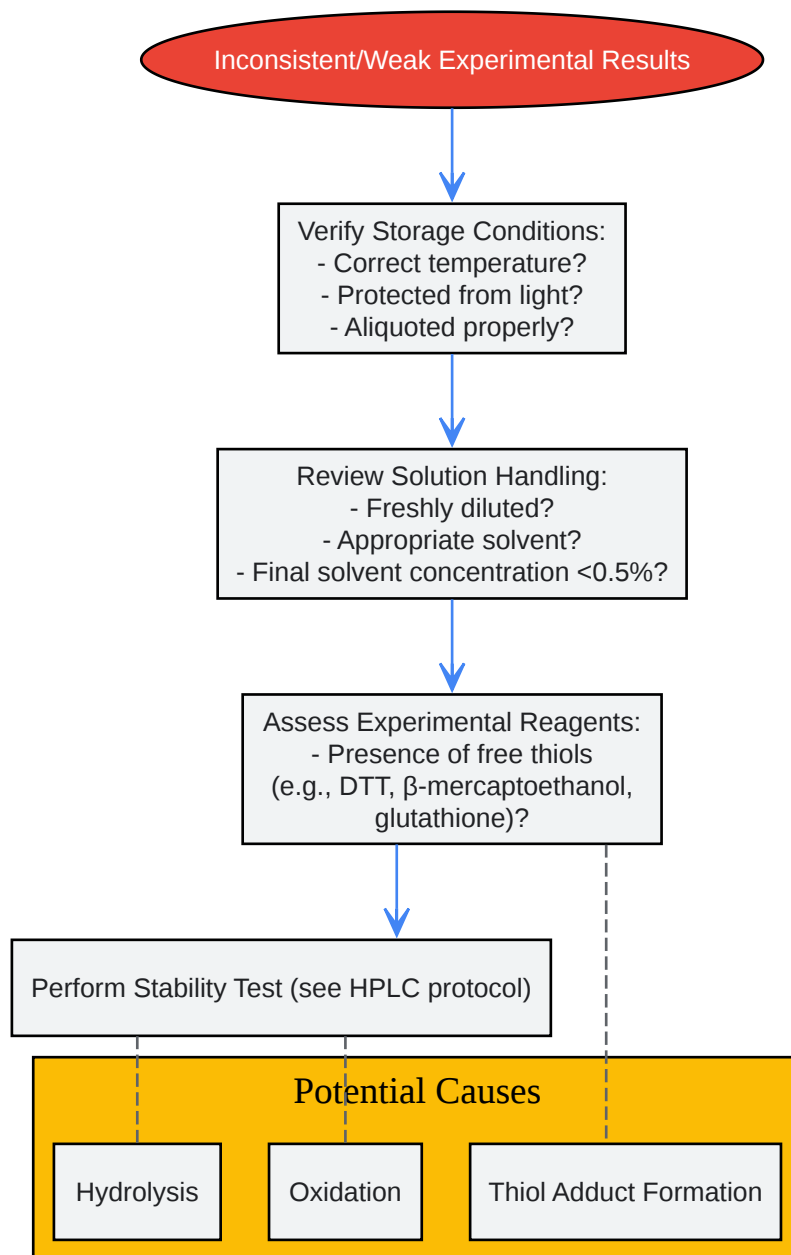 Inconsistent/Weak Experimental Results
Verify Storage Conditions:
- Correct temperature?
- Protected from light?
- Aliquoted properly?
Review Solution Handling:
- Freshly diluted?
- Appropriate solvent?
- Final solvent concentration <0.5%?
Assess Experimental Reagents:
- Presence of free thiols
(e.g., DTT, β-mercaptoethanol,
glutathione)?
Perform Stability Test (see HPLC protocol)
Potential Causes
Hydrolysis
Oxidation
Thiol Adduct Formation